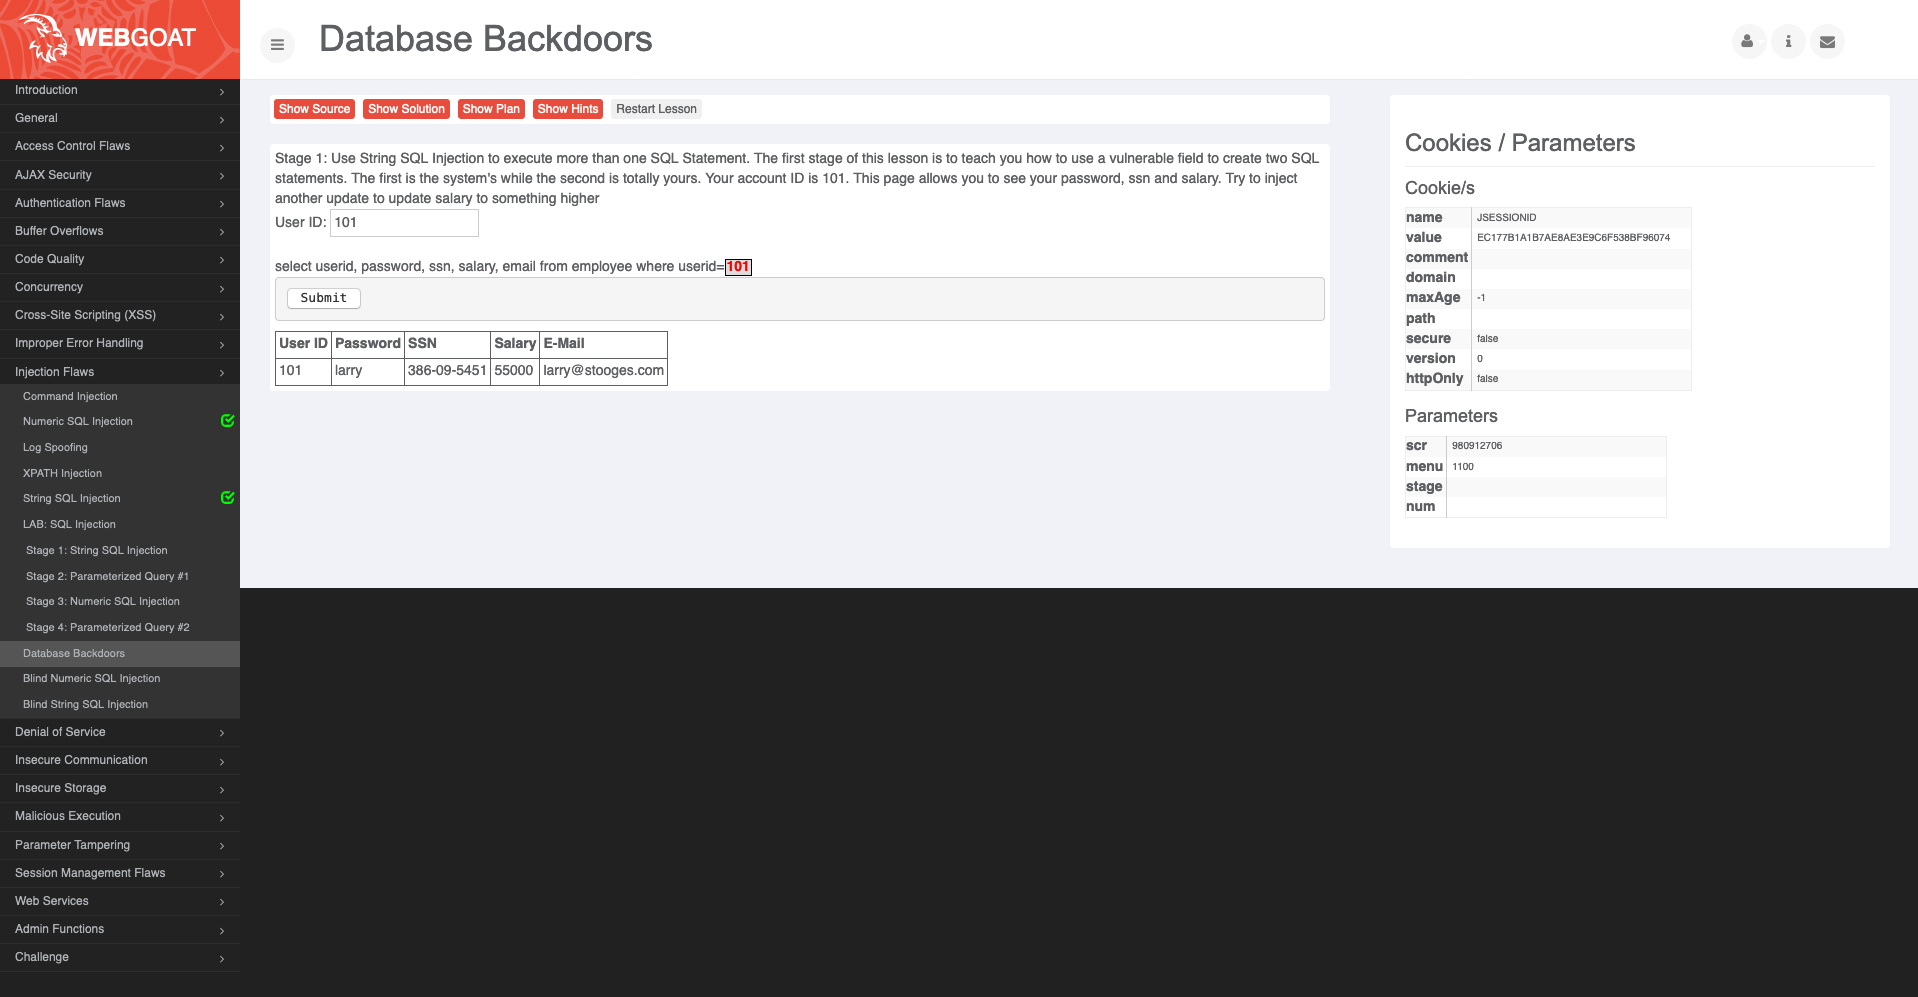 WEBGOAT
Database Backdoors
Introduction
General
Access Control Flaws
AJAX Security
Authentication Flaws
Buffer Overflows
Code Quality
Concurrency
Cross-Site Scripting (XSS)
Improper Error Handling
Injection Flaws
Command Injection
Numeric SQL Injection
Log Spoofing
XPATH Injection
String SQL Injection
LAB: SQL Injection
Stage 1: String SQL Injection
Stage 2: Parameterized Query #1
Stage 3: Numeric SQL Injection
Stage 4: Parameterized Query #2
Database Backdoors
Blind Numeric SQL Injection
Blind String SQL Injection
Denial of Service
Insecure Communication
Insecure Storage
Malicious Execution
Parameter Tampering
Session Management Flaws
Web Services
Admin Functions
Challenge
Show Source Show Solution Show Plan Show Hints Restart Lesson
Stage 1: Use String SQL Injection to execute more than one SQL Statement. The first stage of this lesson is to teach you how to use a vulnerable field to create two SQL
statements. The first is the system's while the second is totally yours. Your account ID is 101. This page allows you to see your password, ssn and salary. Try to inject
another update to update salary to something higher
User ID: 101
select userid, password, ssn, salary, email from employee where userid=101
Submit
User ID Password SSN Salary E-Mail
101 larry 386-09-5451 55000 larry@stooges.com
Cookies / Parameters
Cookie/s
name JSESSIONID
value EC177B1A1B7AE8AE3E9C6F538BF96074
comment
domain
maxAge -1
path
secure false
version 0
httpOnly false
Parameters
scr 980912706
menu 1100
stage
num